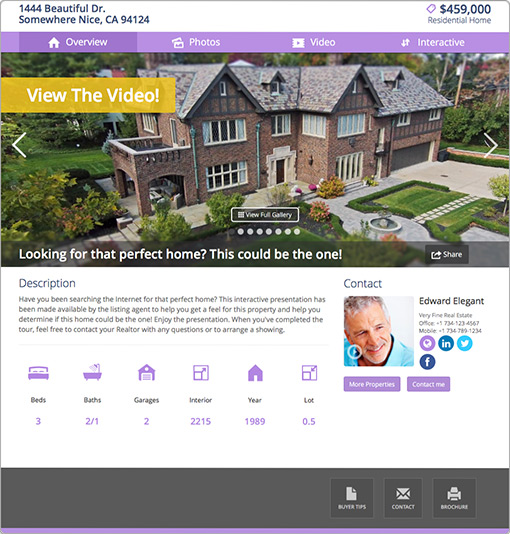 1444 Beautiful Dr.
Somewhere Nice, CA 94124
$459,000
Residential Home
Overview
Photos
Video
Interactive
View The Video!
View Full Gallery
Looking for that perfect home? This could be the one!
Share
Description
Have you been searching the Internet for that perfect home? This interactive presentation has
been made available by the listing agent to help you get a feel for this property and help you
determine if this home could be the one! Enjoy the presentation. When you've completed the
tour, feel free to contact your Realtor with any questions or to arrange a showing.
Contact
Edward Elegant
Very Fine Real Estate
Office: +1 734-123-4567
Mobile: +1 734-789-1234
More Properties
Contact me
Beds
Baths
Garages
Interior
Year
Lot
3
2/1
2
2215
1989
0.5
BUYER TIPS
CONTACT
BROCHURE